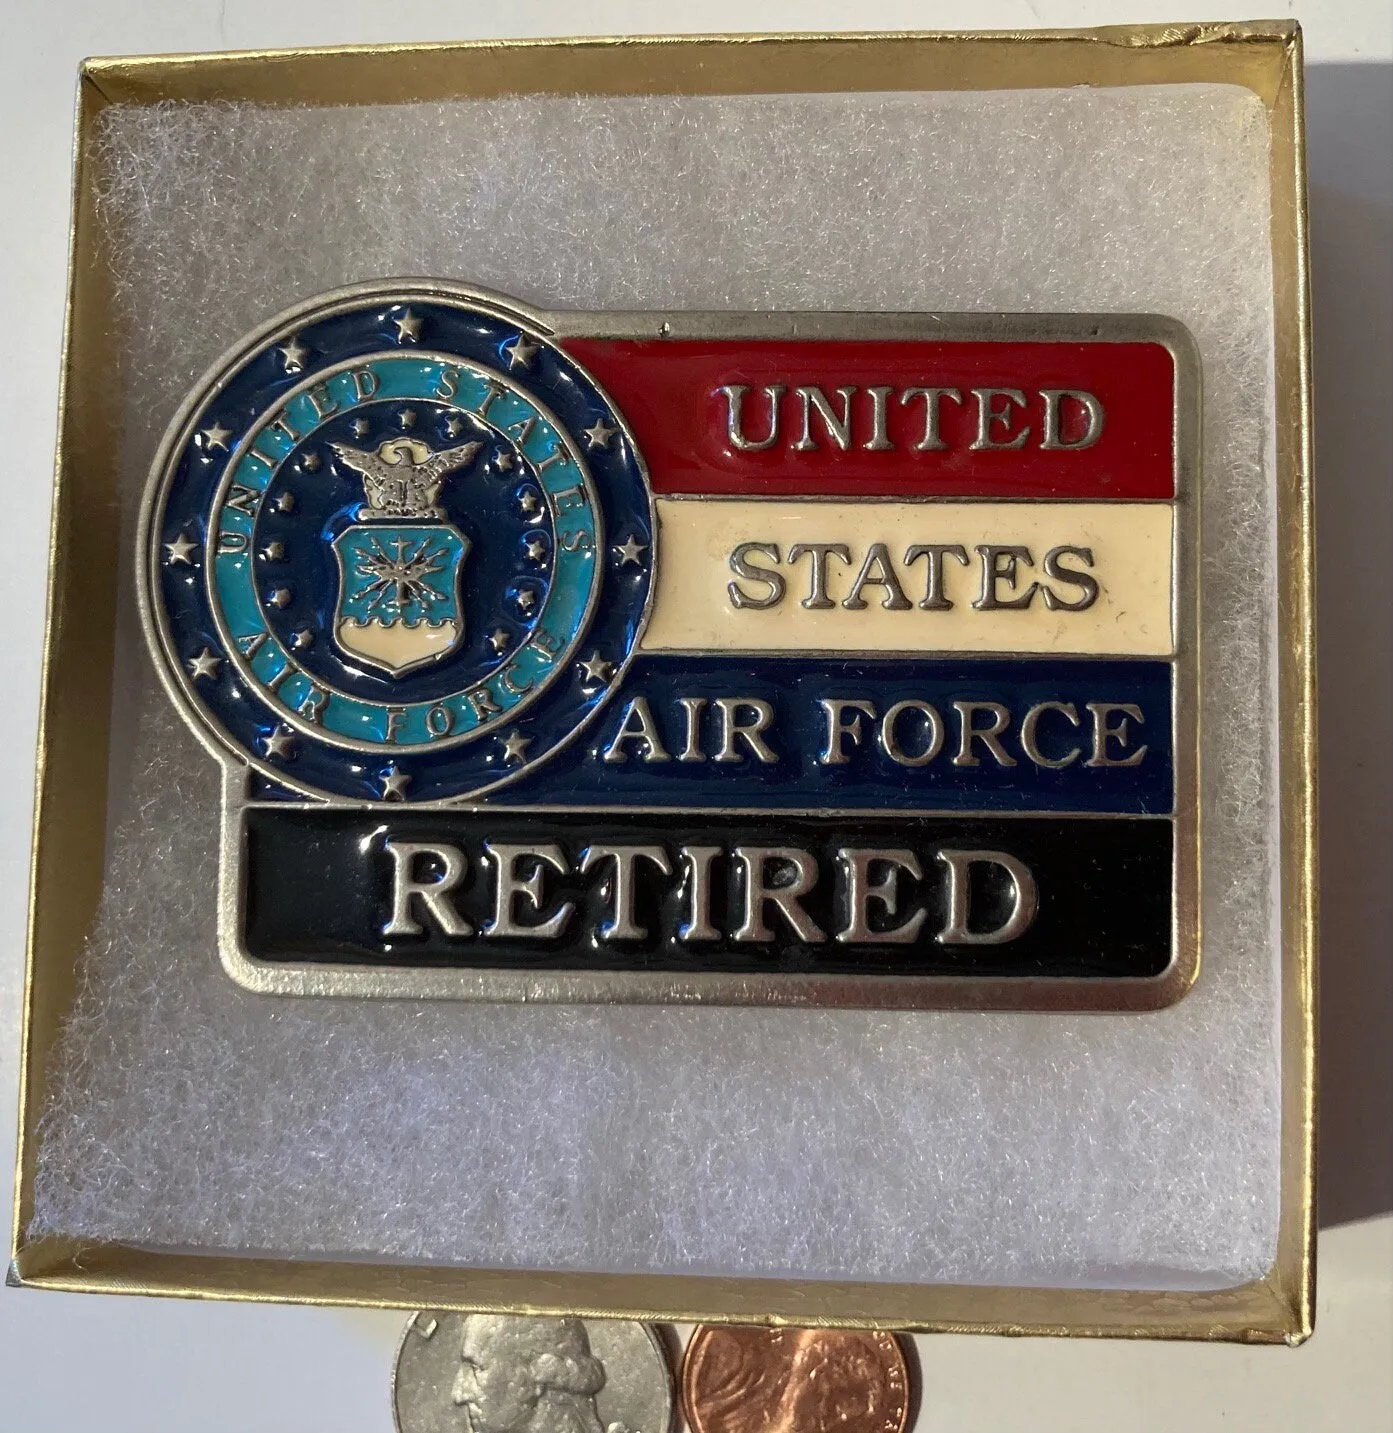 UNITED STATES
AIR FORCE
UNITED
STATES
AIR FORCE
RETIRED